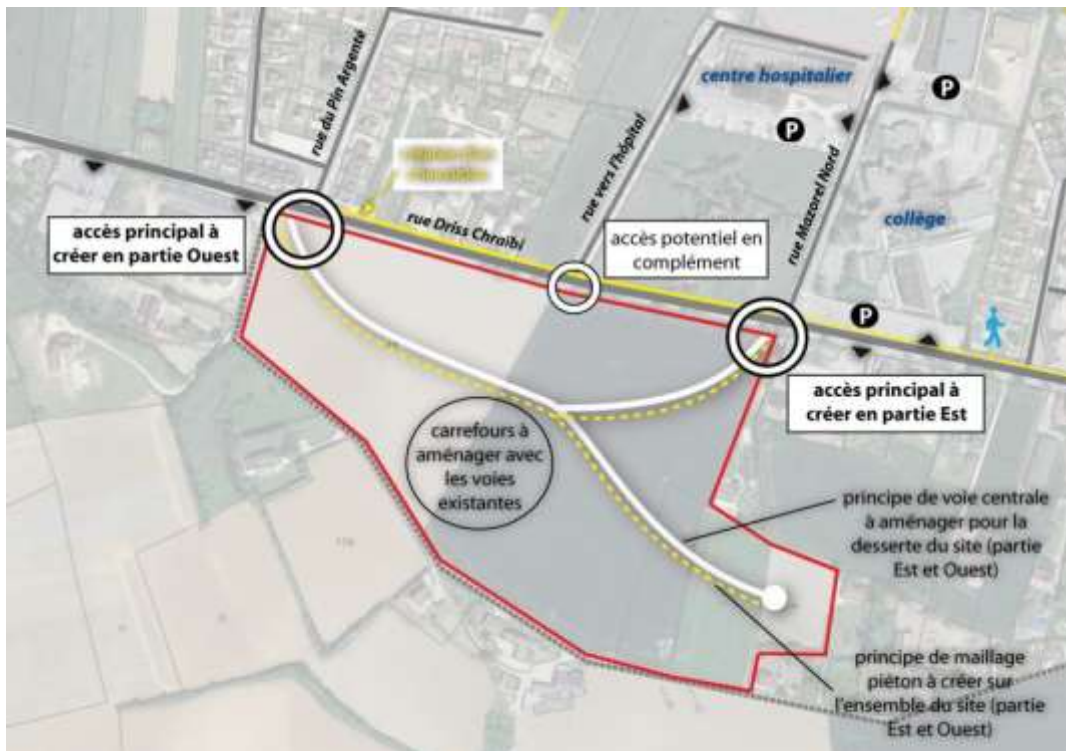 rue du Pin Argenté
centre hospitalier
P
P
rue vers l'hôpital
rue Mazorel Nord
collège
accès principal à
créer en partie Ouest
rue Driss Chraïbi
accès potentiel en
complément
P
accès principal à
créer en partie Est
carrefours à
aménager avec
les voies
existantes
principe de voie centrale
à aménager pour la
desserte du site (partie
Est et Ouest)
principe de maillage
piéton à créer sur
l'ensemble du site (partie
Est et Ouest)